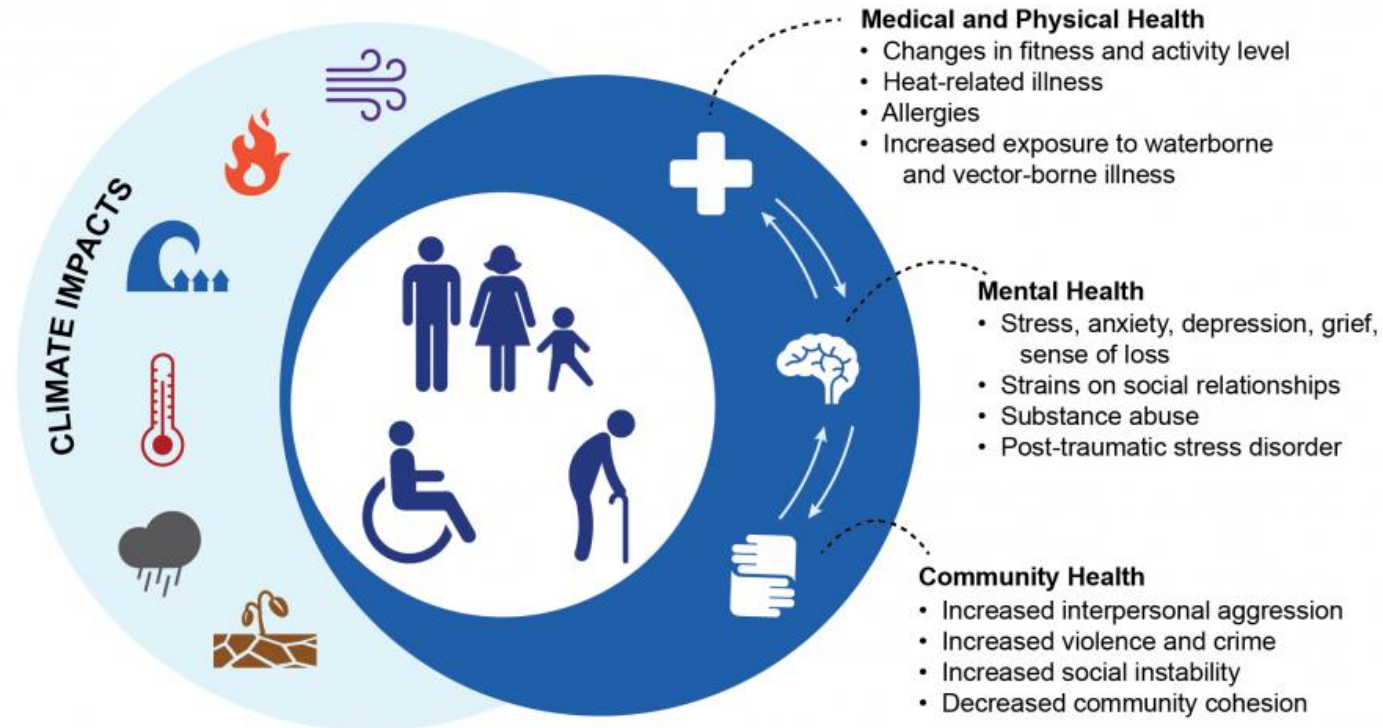 CLIMATE IMPACTS
Medical and Physical Health
• Changes in fitness and activity level
• Heat-related illness
• Allergies
• Increased exposure to waterborne
and vector-borne illness
Mental Health
• Stress, anxiety, depression, grief,
sense of loss
• Strains on social relationships
• Substance abuse
• Post-traumatic stress disorder
Community Health
• Increased interpersonal aggression
• Increased violence and crime
• Increased social instability
• Decreased community cohesion